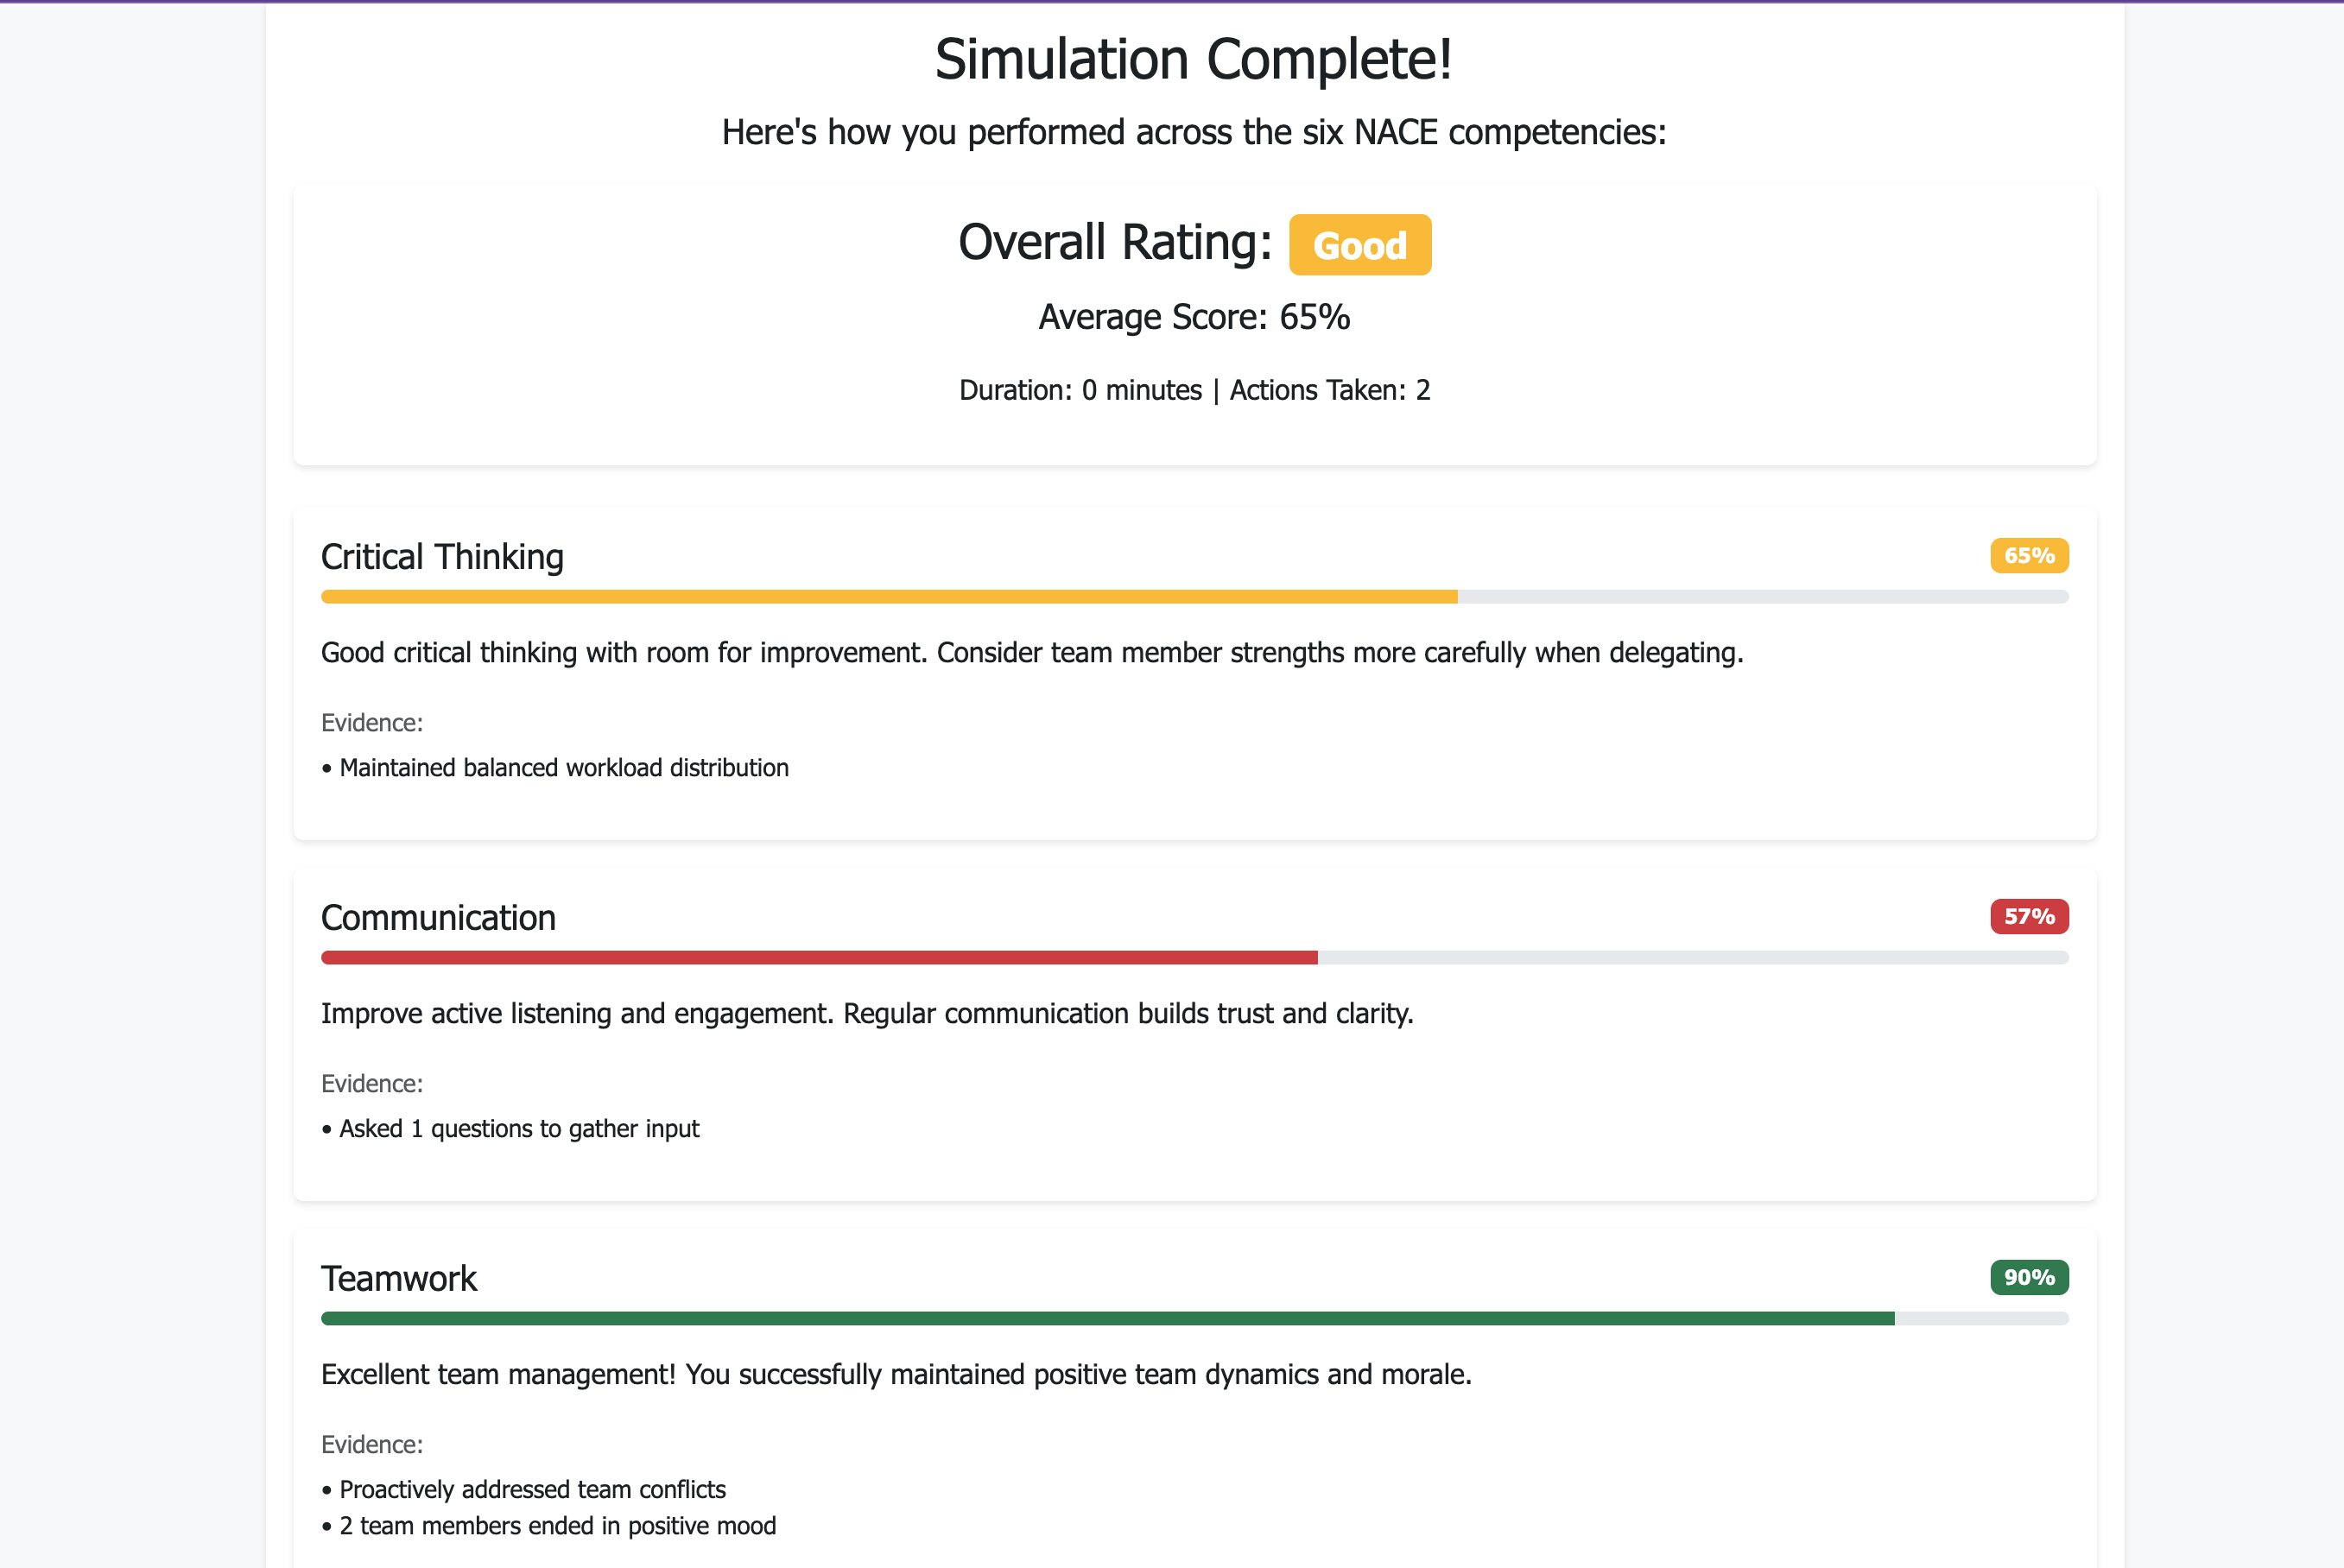 Simulation Complete!
Here's how you performed across the six NACE competencies:
Overall Rating: Good
Average Score: 65%
Duration: 0 minutes | Actions Taken: 2
Critical Thinking 65%
Good critical thinking with room for improvement. Consider team member strengths more carefully when delegating.
Evidence:
• Maintained balanced workload distribution
Communication 57%
Improve active listening and engagement. Regular communication builds trust and clarity.
Evidence:
• Asked 1 questions to gather input
Teamwork 90%
Excellent team management! You successfully maintained positive team dynamics and morale.
Evidence:
• Proactively addressed team conflicts
• 2 team members ended in positive mood